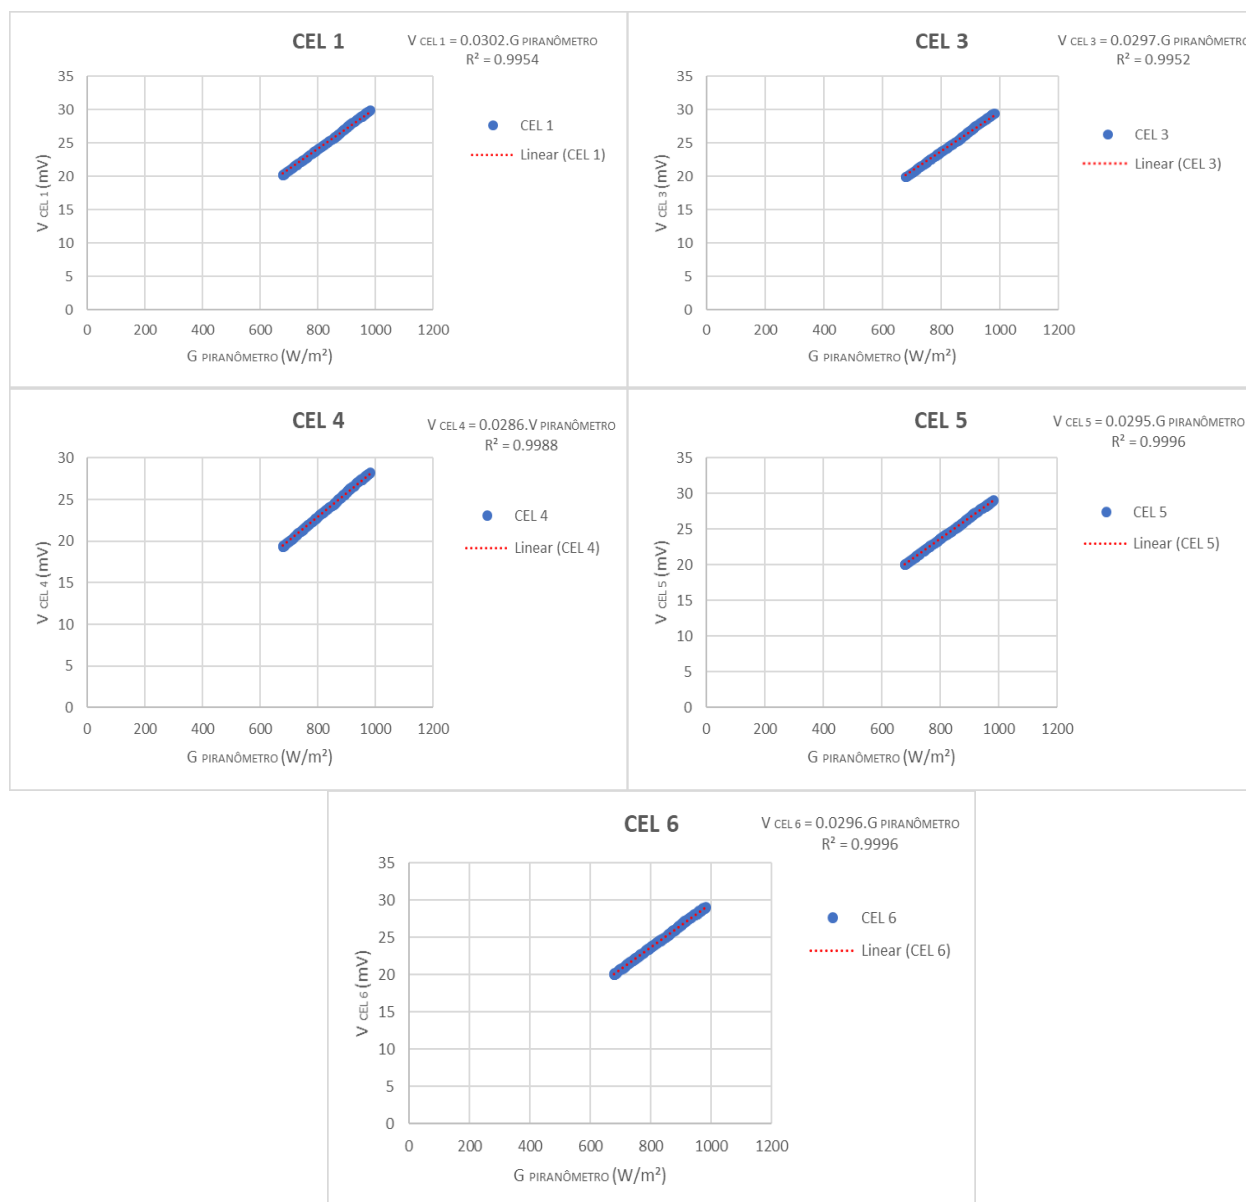 CEL 1
V CEL 1 = 0.0302.G PIRANÔMETRO
R² = 0.9954
35
30
25
20
15
10
5
0
V CEL 1 (mV)
0 200 400 600 800 1000 1200
G PIRANÔMETRO (W/m²)
CEL 1
Linear (CEL 1)
CEL 3
V CEL 3 = 0.0297.G PIRANÔMETRO
R² = 0.9952
35
30
25
20
15
10
5
0
V CEL 3 (mV)
0 200 400 600 800 1000 1200
G PIRANÔMETRO (W/m²)
CEL 3
Linear (CEL 3)
CEL 4
V CEL 4 = 0.0286.V PIRANÔMETRO
R² = 0.9988
30
25
20
15
10
5
0
V CEL 4 (mV)
0 200 400 600 800 1000 1200
G PIRANÔMETRO (W/m²)
CEL 4
Linear (CEL 4)
CEL 5
V CEL 5 = 0.0295.G PIRANÔMETRO
R² = 0.9996
35
30
25
20
15
10
5
0
V CEL 5 (mV)
0 200 400 600 800 1000 1200
G PIRANÔMETRO (W/m²)
CEL 5
Linear (CEL 5)
CEL 6
V CEL 6 = 0.0296.G PIRANÔMETRO
R² = 0.9996
35
30
25
20
15
10
5
0
V CEL 6 (mV)
0 200 400 600 800 1000 1200
G PIRANÔMETRO (W/m²)
CEL 6
Linear (CEL 6)